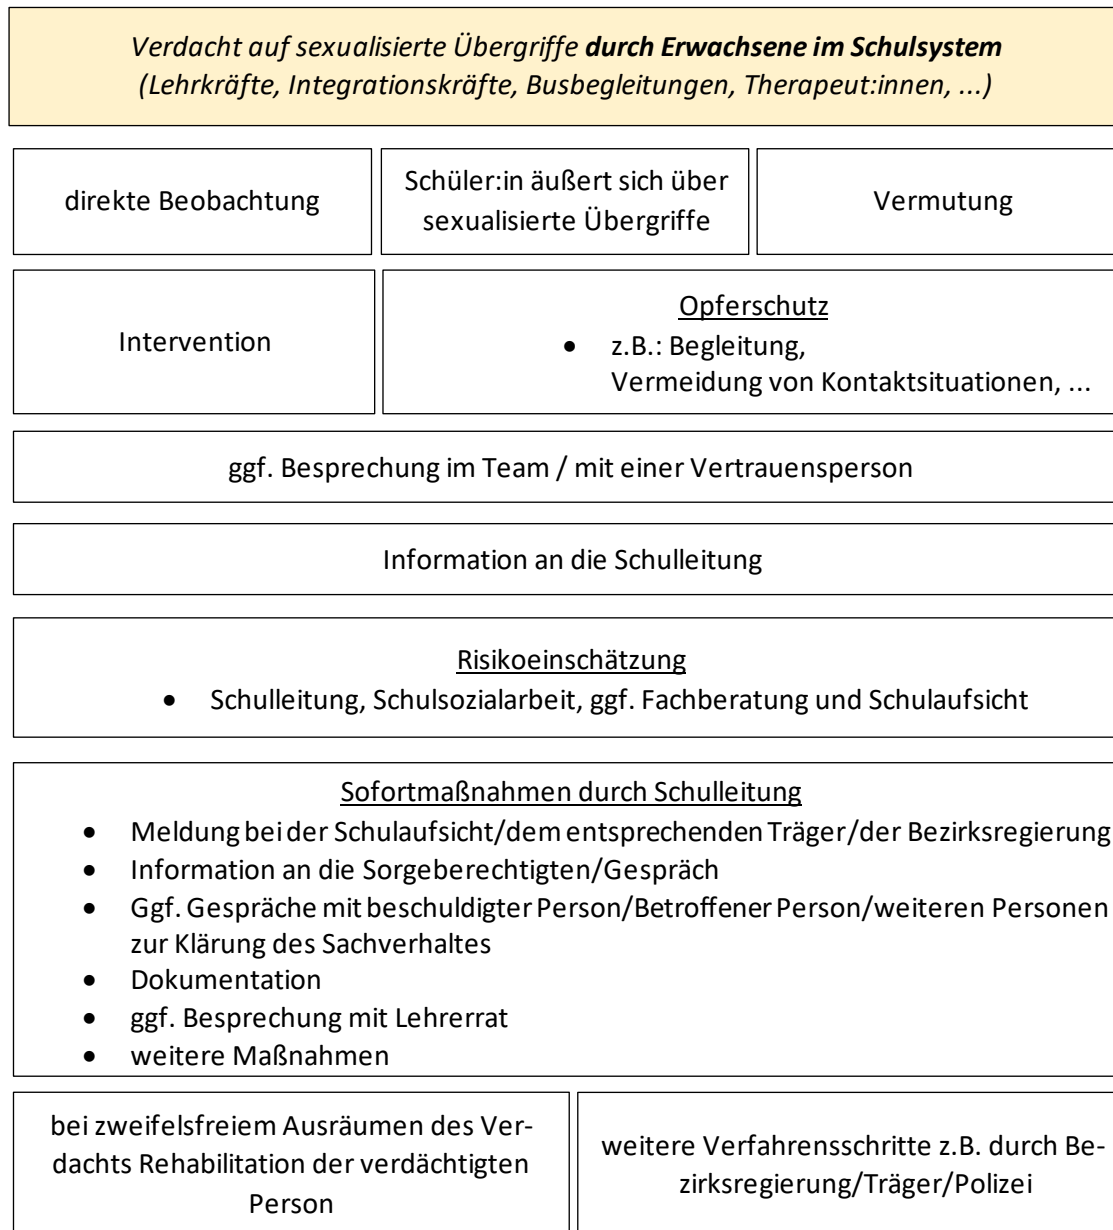 Verdacht auf sexualisierte Übergriffe durch Erwachsene im Schulsystem
(Lehrkräfte, Integrationskräfte, Busbegleitungen, Therapeut:innen, ...)
direkte Beobachtung
Schüler:in äußert sich über
sexualisierte Übergriffe
Vermutung
Intervention
Opferschutz
• z.B.: Begleitung,
Vermeidung von Kontaktsituationen, ...
ggf. Besprechung im Team / mit einer Vertrauensperson
Information an die Schulleitung
Risikoeinschätzung
• Schulleitung, Schulsozialarbeit, ggf. Fachberatung und Schulaufsicht
Sofortmaßnahmen durch Schulleitung
• Meldung bei der Schulaufsicht/dem entsprechenden Träger/der Bezirksregierung
• Information an die Sorgeberechtigten/Gespräch
• Ggf. Gespräche mit beschuldigter Person/Betroffener Person/weiteren Personen
zur Klärung des Sachverhaltes
• Dokumentation
• ggf. Besprechung mit Lehrerrat
• weitere Maßnahmen
bei zweifelsfreiem Ausräumen des Ver-
dachts Rehabilitation der verdächtigten
Person
weitere Verfahrensschritte z.B. durch Be-
zirksregierung/Träger/Polizei